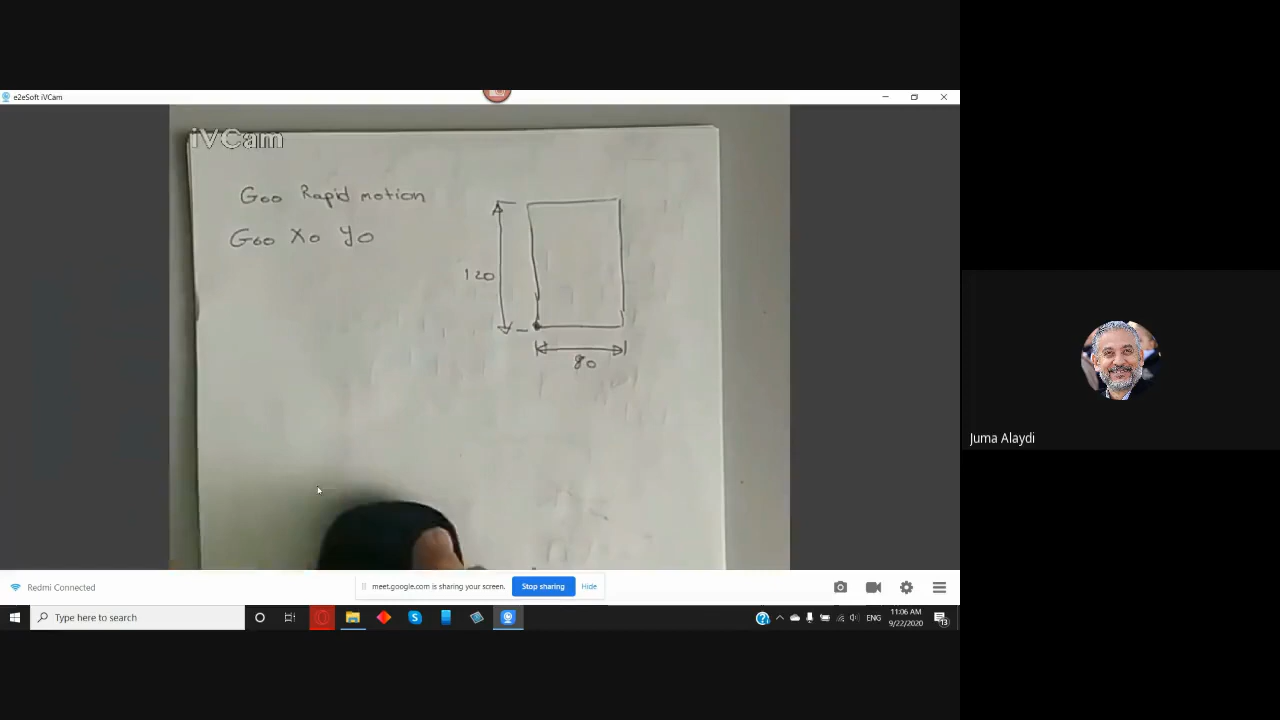 e2eSoft iVCam
iVCam
G00 Rapid motion
G00 X0 Y0
120
80
Juma Alaydi
Redmi Connected
meet.google.com is sharing your screen.
Stop sharing
Hide
Type here to search
ENG
11:06 AM
9/22/2020
13